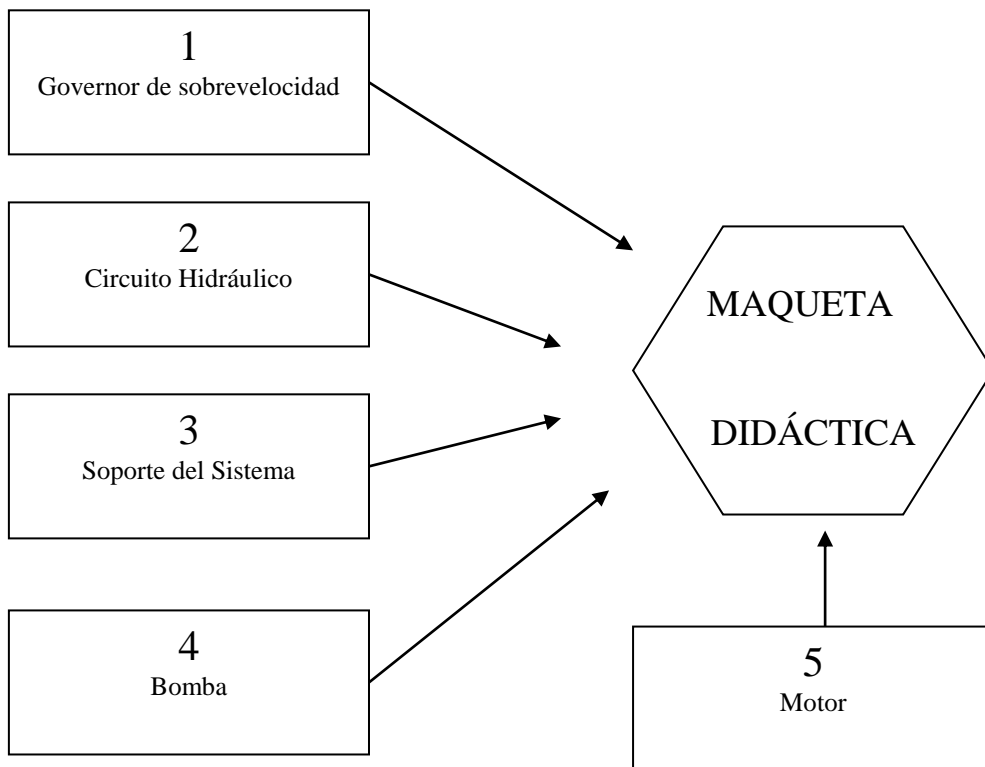 1
Governor de sobrevelocidad
2
Circuito Hidráulico
3
Soporte del Sistema
4
Bomba
MAQUETA
DIDÁCTICA
5
Motor